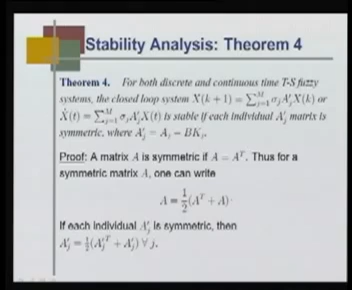 Stability Analysis: Theorem 4
Theorem 4. For both discrete and continuous time T-S fuzzy
systems, the closed loop system X(k + 1) = ∑_{j=1}^{M} σ_j A'_j X(k) or
Ẋ(t) = ∑_{j=1}^{M} σ_j A'_j X(t) is stable if each individual A'_j matrix is
symmetric, where A'_j = A_j − BK_j.
Proof: A matrix A is symmetric if A = A^T. Thus for a
symmetric matrix A, one can write
A = 1/2 (A^T + A)
If each individual A'_j is symmetric, then
A'_j = 1/2 (A'_j^T + A'_j) ∀ j.